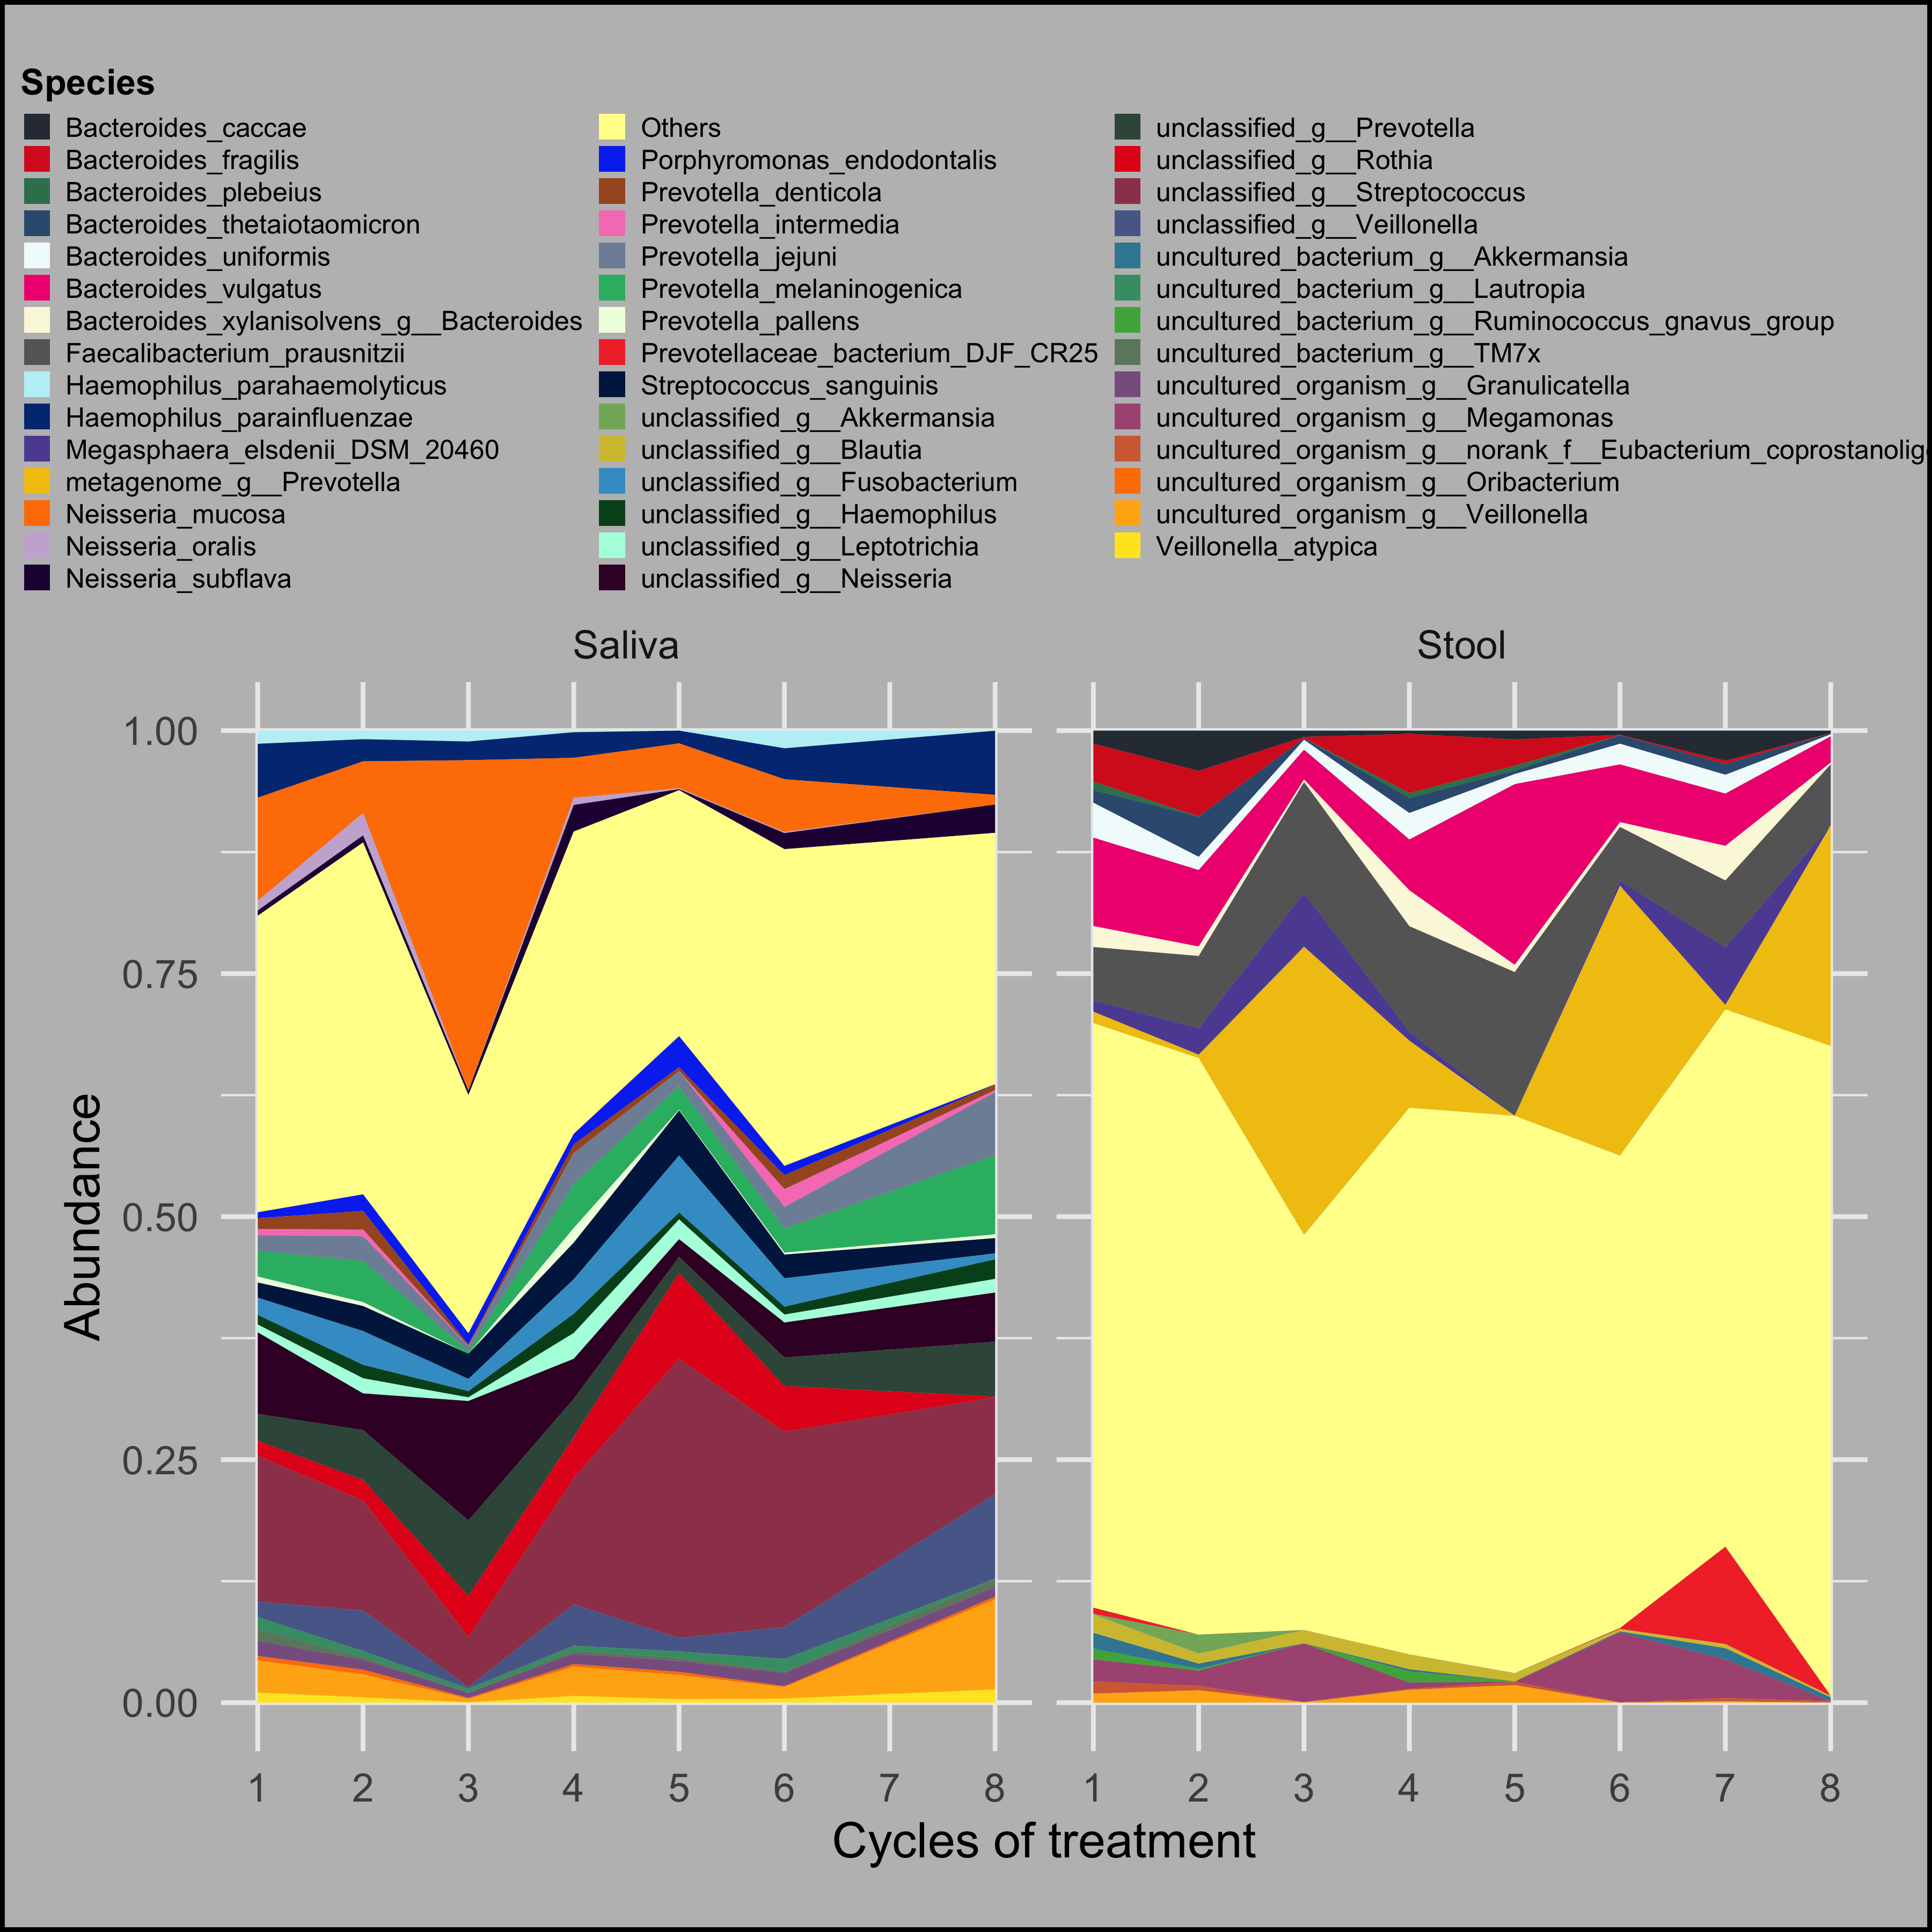 Species
Bacteroides_caccae
Bacteroides_fragilis
Bacteroides_plebeius
Bacteroides_thetaiotaomicron
Bacteroides_uniformis
Bacteroides_vulgatus
Bacteroides_xylanisolvens_g__Bacteroides
Faecalibacterium_prausnitzii
Haemophilus_parahaemolyticus
Haemophilus_parainfluenzae
Megasphaera_elsdenii_DSM_20460
metagenome_g__Prevotella
Neisseria_mucosa
Neisseria_oralis
Neisseria_subflava
Others
Porphyromonas_endodontalis
Prevotella_denticola
Prevotella_intermedia
Prevotella_jejuni
Prevotella_melaninogenica
Prevotella_pallens
Prevotellaceae_bacterium_DJF_CR25
Streptococcus_sanguinis
unclassified_g__Akkermansia
unclassified_g__Blautia
unclassified_g__Fusobacterium
unclassified_g__Haemophilus
unclassified_g__Leptotrichia
unclassified_g__Neisseria
unclassified_g__Prevotella
unclassified_g__Rothia
unclassified_g__Streptococcus
unclassified_g__Veillonella
uncultured_bacterium_g__Akkermansia
uncultured_bacterium_g__Lautropia
uncultured_bacterium_g__Ruminococcus_gnavus_group
uncultured_bacterium_g__TM7x
uncultured_organism_g__Granulicatella
uncultured_organism_g__Megamonas
uncultured_organism_g__norank_f__Eubacterium_coprostanolig
uncultured_organism_g__Oribacterium
uncultured_organism_g__Veillonella
Veillonella_atypica
Saliva
Stool
1.00
0.75
0.50
0.25
0.00
Abundance
1 2 3 4 5 6 7 8
1 2 3 4 5 6 7 8
Cycles of treatment